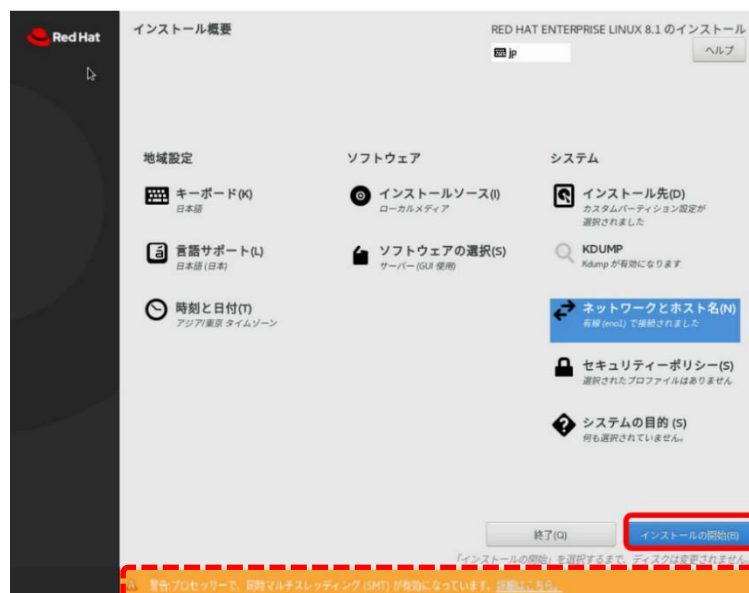 Red Hat
インストール概要
RED HAT ENTERPRISE LINUX 8.1 のインストール
jp
ヘルプ
地域設定
キーボード(K)
日本語
言語サポート(L)
日本語 (日本)
時刻と日付(T)
アジア/東京 タイムゾーン
ソフトウェア
インストールソース(I)
ローカルメディア
ソフトウェアの選択(S)
サーバー (GUI 使用)
システム
インストール先(D)
カスタムパーティション設定が
選択されました
KDUMP
Kdump が有効になります
ネットワークとホスト名(N)
有線 (eno1) で接続されました
セキュリティーポリシー(S)
選択されたプロファイルはありません
システムの目的 (S)
何も選択されていません。
終了(Q)
インストールの開始(B)
「インストールの開始」を選択するまで、ディスクは変更されません。
警告:プロセッサーで、同時マルチスレッディング (SMT) が有効になっています。詳細はこちら。